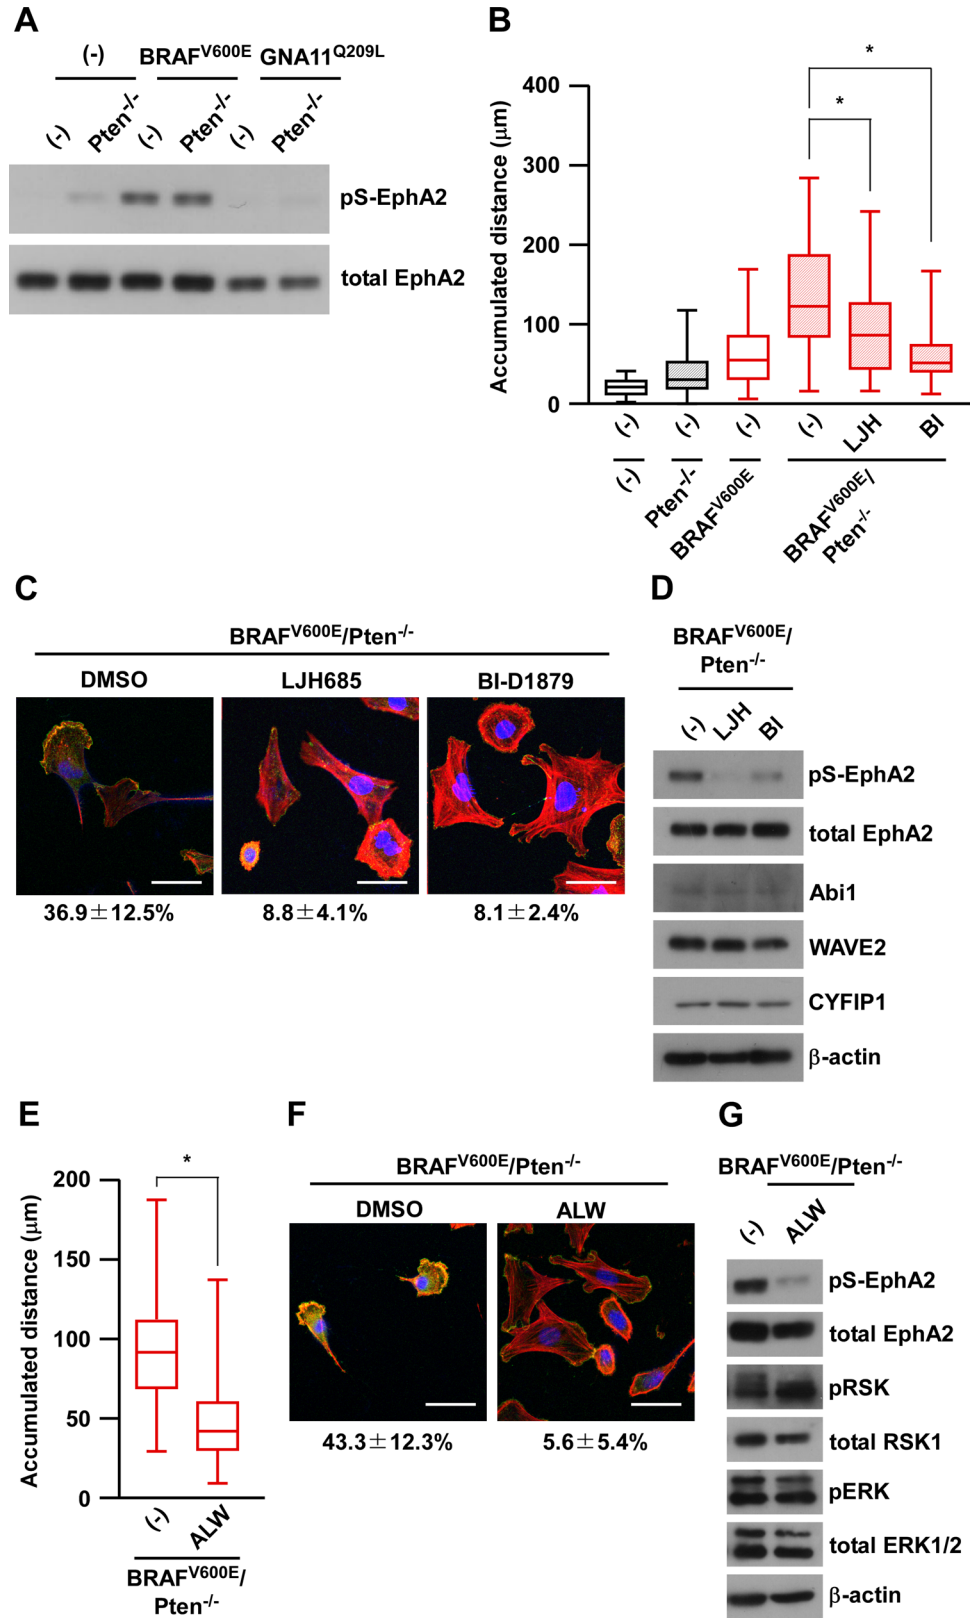 A
(-) BRAFV600E GNA11Q209L
(-) Pten-/- (-) Pten-/- (-) Pten-/-
pS-EphA2
total EphA2
B
Accumulated distance (μm)
400
300
200
100
0
* *
(-) (-) (-) (-) LJH BI
(-) Pten-/- BRAFV600E BRAFV600E/
Pten-/-
C
BRAFV600E/Pten-/-
DMSO LJH685 BI-D1879
36.9±12.5% 8.8±4.1% 8.1±2.4%
D
BRAFV600E/
Pten-/-
(-) LJH BI
pS-EphA2
total EphA2
Abi1
WAVE2
CYFIP1
β-actin
E
Accumulated distance (μm)
200
150
100
50
0
*
(-) ALW
BRAFV600E/
Pten-/-
F
BRAFV600E/Pten-/-
DMSO ALW
43.3±12.3% 5.6±5.4%
G
BRAFV600E/Pten-/-
(-) ALW
pS-EphA2
total EphA2
pRSK
total RSK1
pERK
total ERK1/2
β-actin